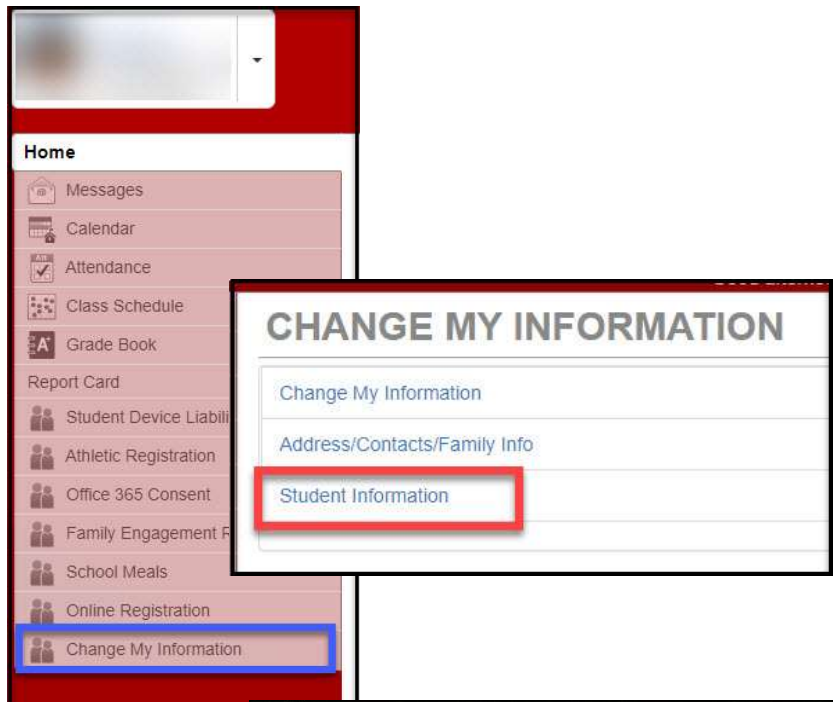 Home
Messages
Calendar
Attendance
Class Schedule
Grade Book
Report Card
Student Device
Athletic Registration
Office 365 Consent
Family Engagement
School Meals
Online Registration
Change My Information
CHANGE MY INFORMATION
Change My Information
Address/Contacts/Family Info
Student Information